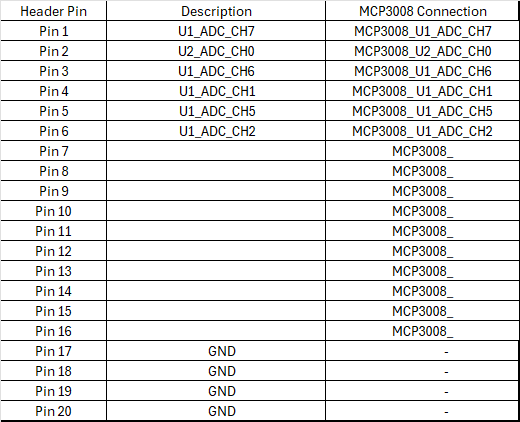 Header Pin Description MCP3008 Connection
Pin 1 U1_ADC_CH7 MCP3008_U1_ADC_CH7
Pin 2 U2_ADC_CH0 MCP3008_U2_ADC_CH0
Pin 3 U1_ADC_CH6 MCP3008_U1_ADC_CH6
Pin 4 U1_ADC_CH1 MCP3008_ U1_ADC_CH1
Pin 5 U1_ADC_CH5 MCP3008_ U1_ADC_CH5
Pin 6 U1_ADC_CH2 MCP3008_ U1_ADC_CH2
Pin 7 MCP3008_
Pin 8 MCP3008_
Pin 9 MCP3008_
Pin 10 MCP3008_
Pin 11 MCP3008_
Pin 12 MCP3008_
Pin 13 MCP3008_
Pin 14 MCP3008_
Pin 15 MCP3008_
Pin 16 MCP3008_
Pin 17 GND -
Pin 18 GND -
Pin 19 GND -
Pin 20 GND -